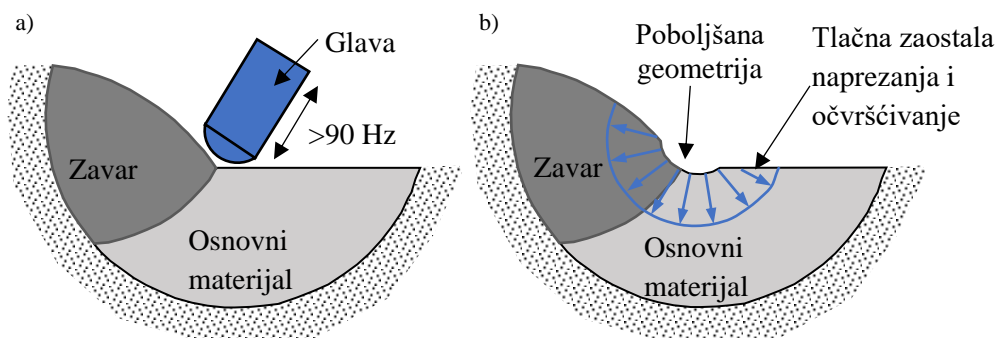 a)
Glava
>90 Hz
Zavar
Osnovni
materijal
b)
Poboljšana
geometrija
Tlačna zaostala
naprezanja i
očvršćivanje
Zavar
Osnovni
materijal